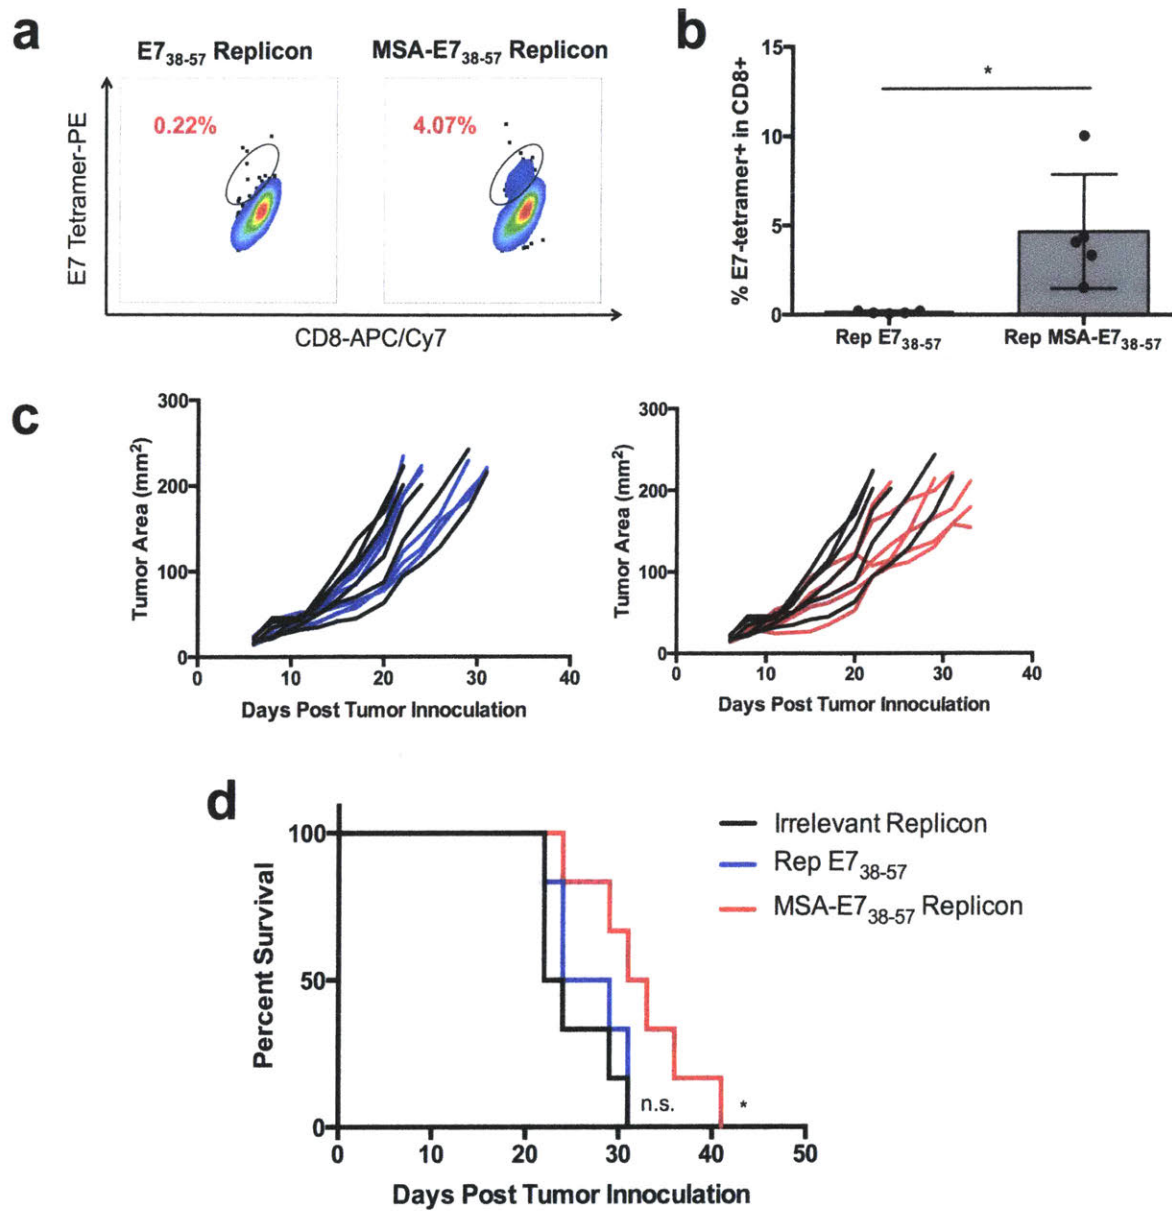 a
E7₃₈₋₅₇ Replicon
MSA-E7₃₈₋₅₇ Replicon
0.22%
4.07%
E7 Tetramer-PE
CD8-APC/Cy7
b
% E7-tetramer+ in CD8+
15
10
5
0
*
Rep E7₃₈₋₅₇
Rep MSA-E7₃₈₋₅₇
c
Tumor Area (mm²)
300
200
100
0
0 10 20 30 40
Days Post Tumor Innoculation
Tumor Area (mm²)
300
200
100
0
0 10 20 30 40
Days Post Tumor Innoculation
d
Percent Survival
100
50
0
0 10 20 30 40 50
Days Post Tumor Innoculation
n.s.
*
Irrelevant Replicon
Rep E7₃₈₋₅₇
MSA-E7₃₈₋₅₇ Replicon